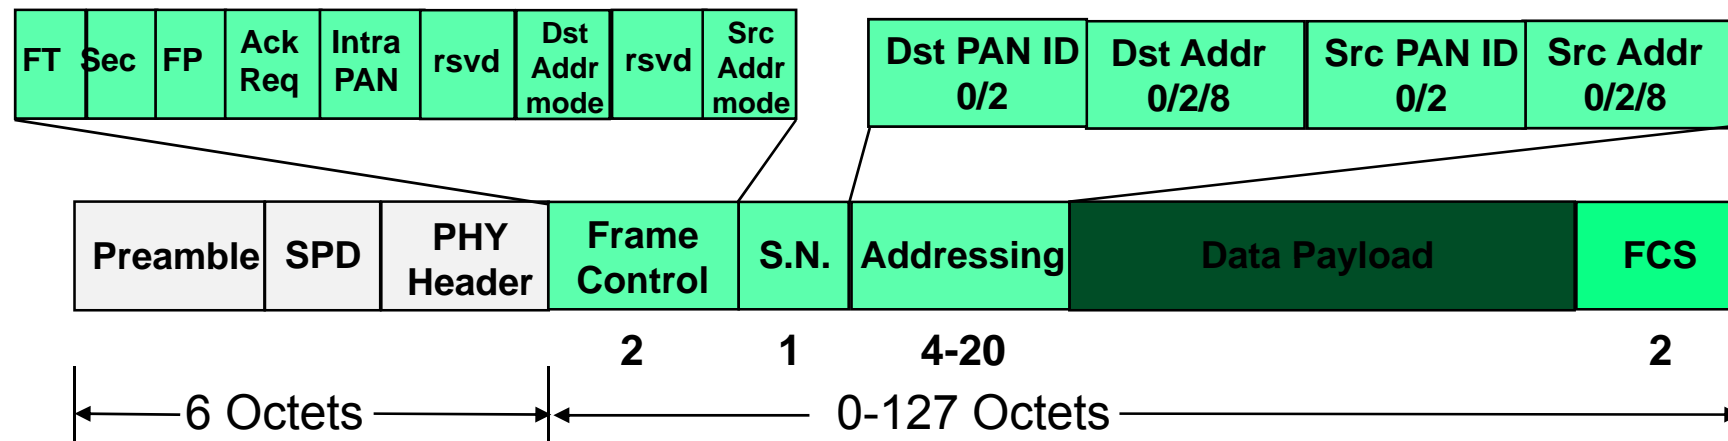 FT Sec FP Ack Req Intra PAN rsvd Dst Addr mode rsvd Src Addr mode
Dst PAN ID 0/2 Dst Addr 0/2/8 Src PAN ID 0/2 Src Addr 0/2/8
Preamble SPD PHY Header Frame Control S.N. Addressing Data Payload FCS
2 1 4-20 2
6 Octets 0-127 Octets